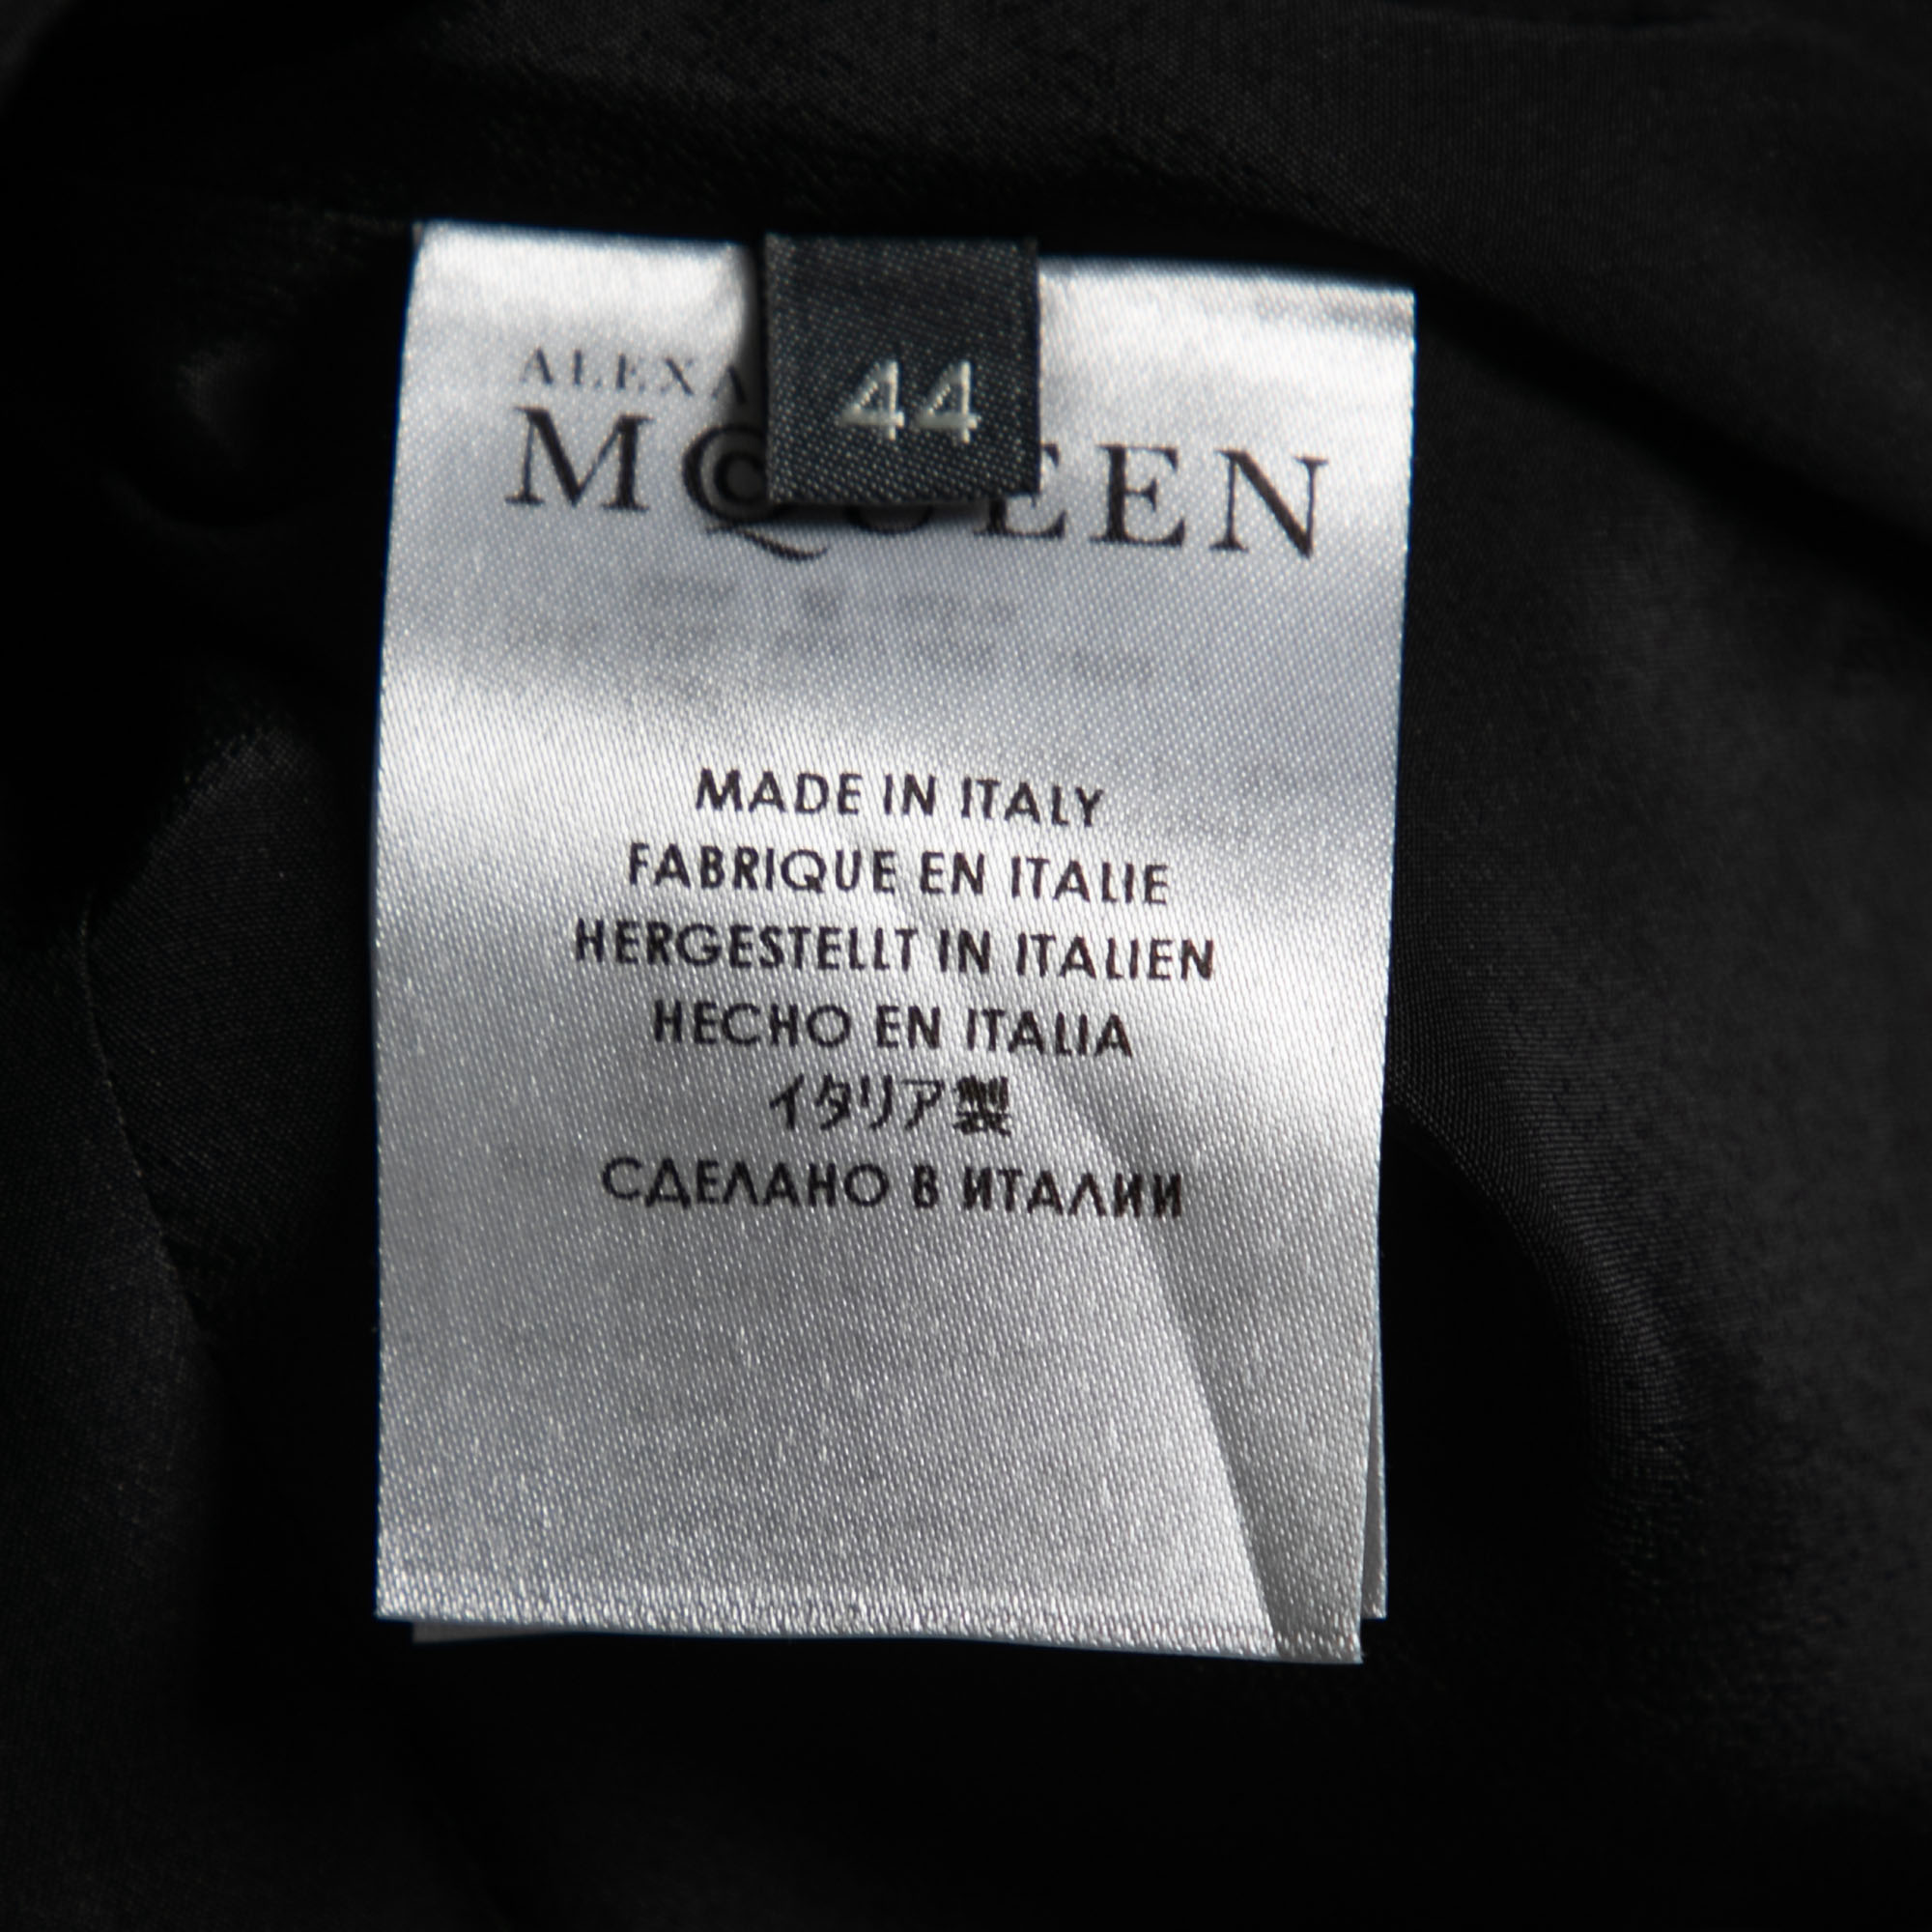 44
ALEXA
McQUEEN
MADE IN ITALY
FABRIQUE EN ITALIE
HERGESTELLT IN ITALIEN
HECHO EN ITALIA
イタリア製
СДЕЛАНО В ИТАЛИИ